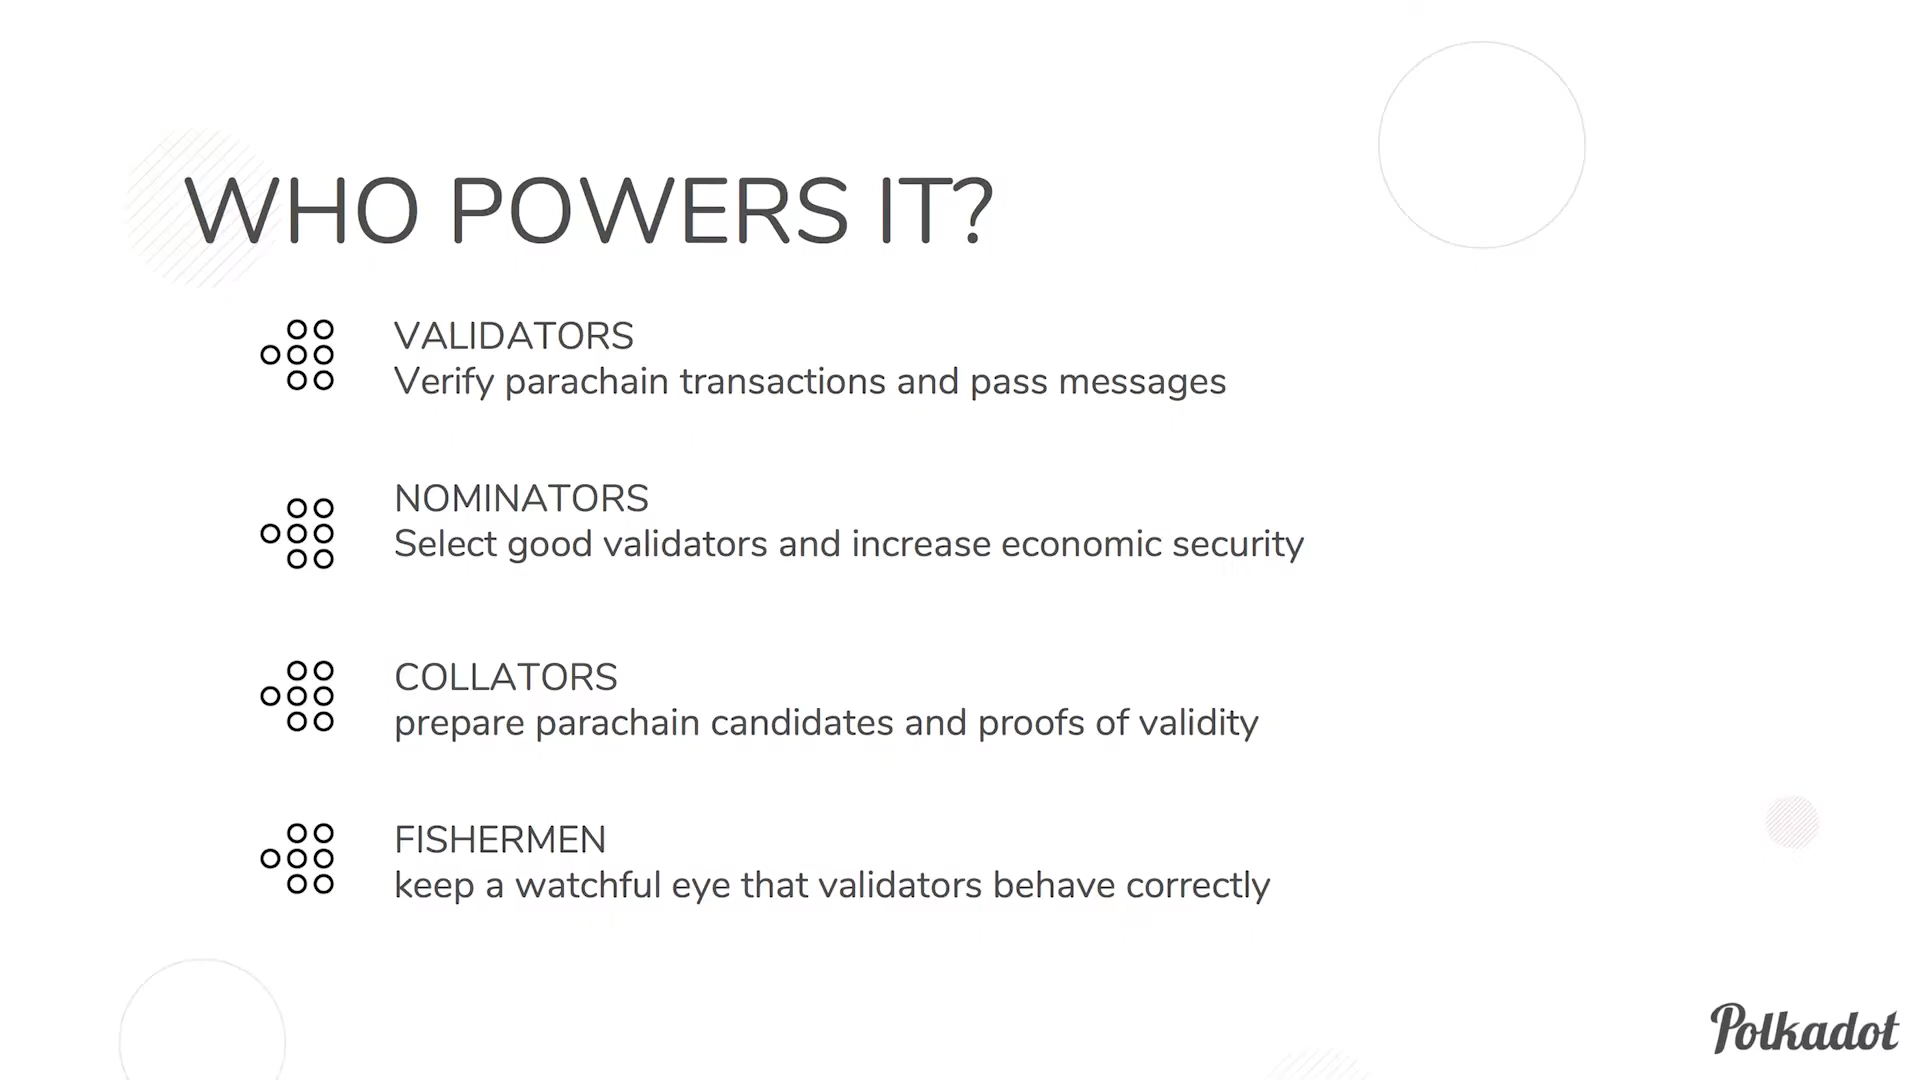 WHO POWERS IT?
VALIDATORS
Verify parachain transactions and pass messages
NOMINATORS
Select good validators and increase economic security
COLLATORS
prepare parachain candidates and proofs of validity
FISHERMEN
keep a watchful eye that validators behave correctly
Polkadot